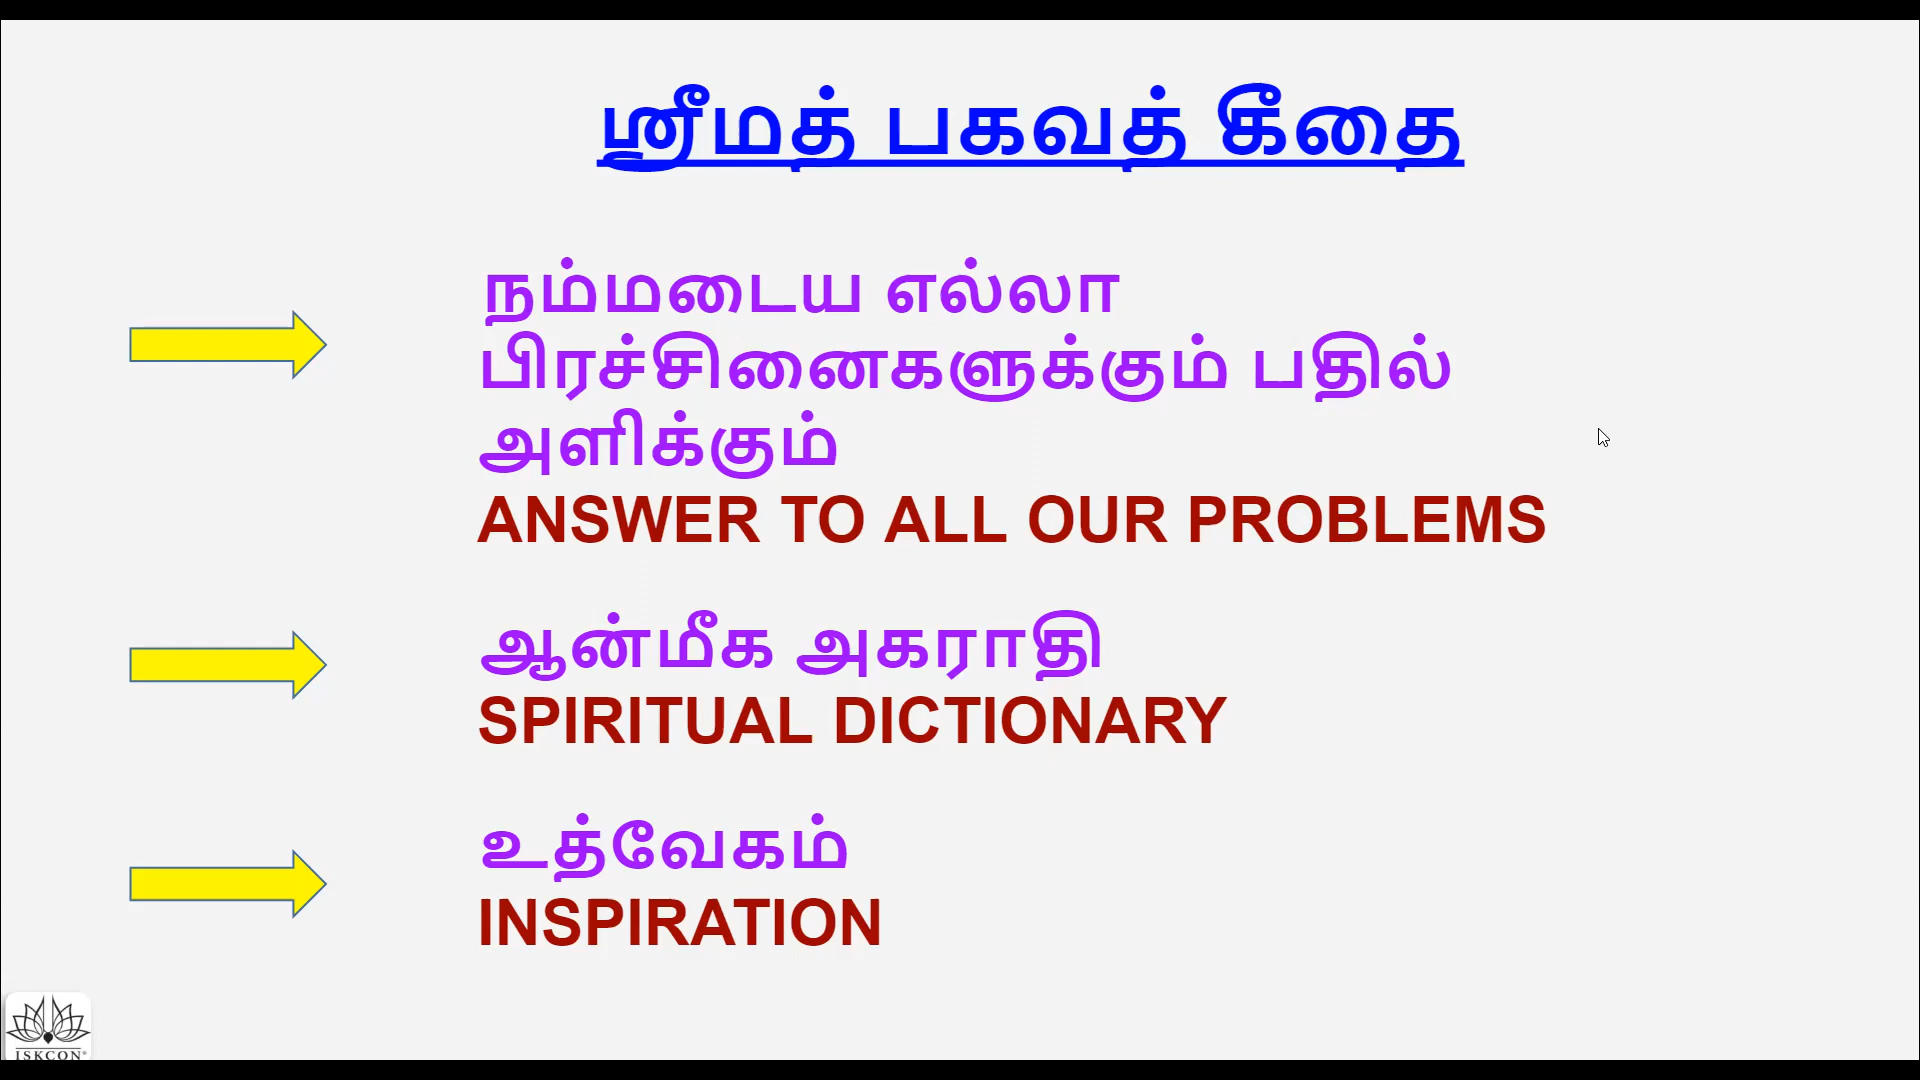 ஸ்ரீமத் பகவத் கீதை
நம்மடைய எல்லா
பிரச்சினைகளுக்கும் பதில்
அளிக்கும்
ANSWER TO ALL OUR PROBLEMS
ஆன்மீக அகராதி
SPIRITUAL DICTIONARY
உத்வேகம்
INSPIRATION
ISKCON®